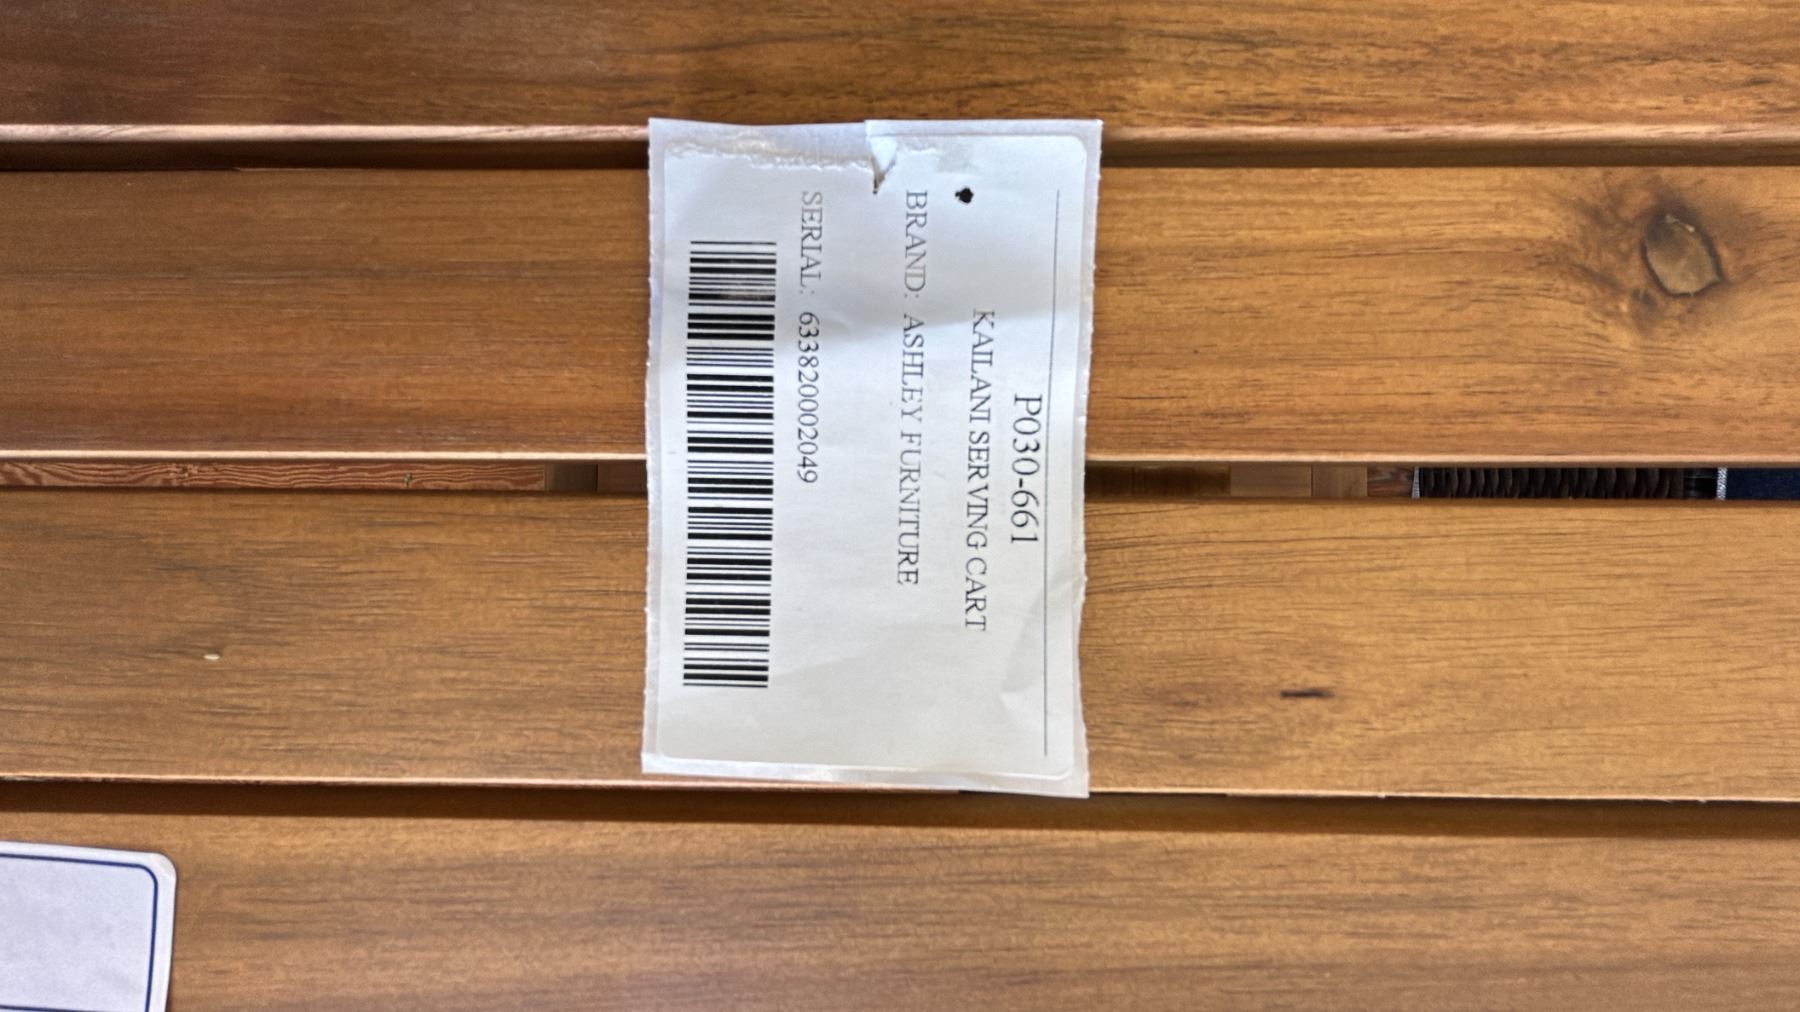 P030-661
KAILANI SERVING CART
BRAND: ASHLEY FURNITURE
SERIAL: 633820002049